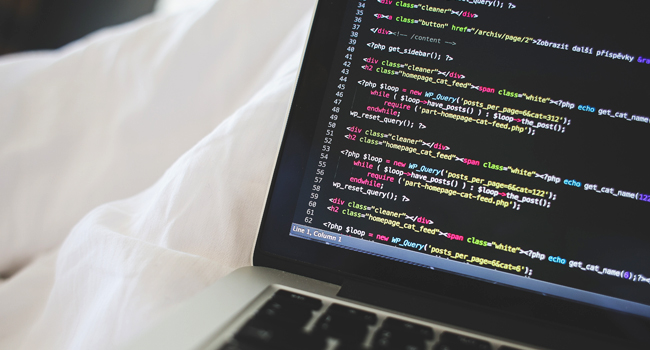 34 query(); ?>
35 <div class="cleaner"></div>
36 <p><a class="button" href="/archiv/page/2">Zobrazit další příspěvky
37
38 </div><!-- /content -->
39
40 <?php get_sidebar(); ?>
41
42 <div class="cleaner"></div>
43 <h2 class="homepage_cat_feed"><span class="white"><?php echo get_cat_name(
44
45 <?php $loop = new WP_Query('posts_per_page=6&cat=312');
46 while ( $loop->have_posts() ) : $loop->the_post();
47 require ('part-homepage-cat-feed.php');
48 endwhile;
49 wp_reset_query(); ?>
50
51 <div class="cleaner"></div>
52 <h2 class="homepage_cat_feed"><span class="white"><?php echo get_cat_name(122
53
54 <?php $loop = new WP_Query('posts_per_page=6&cat=122');
55 while ( $loop->have_posts() ) : $loop->the_post();
56 require ('part-homepage-cat-feed.php');
57 endwhile;
58 wp_reset_query(); ?>
59
60 <div class="cleaner"></div>
61 <h2 class="homepage_cat_feed"><span class="white"><?php echo get_cat_name(6);?><
62
<?php $loop = new WP_Query('posts_per_page=6&cat=6');
Line 1, Column 1